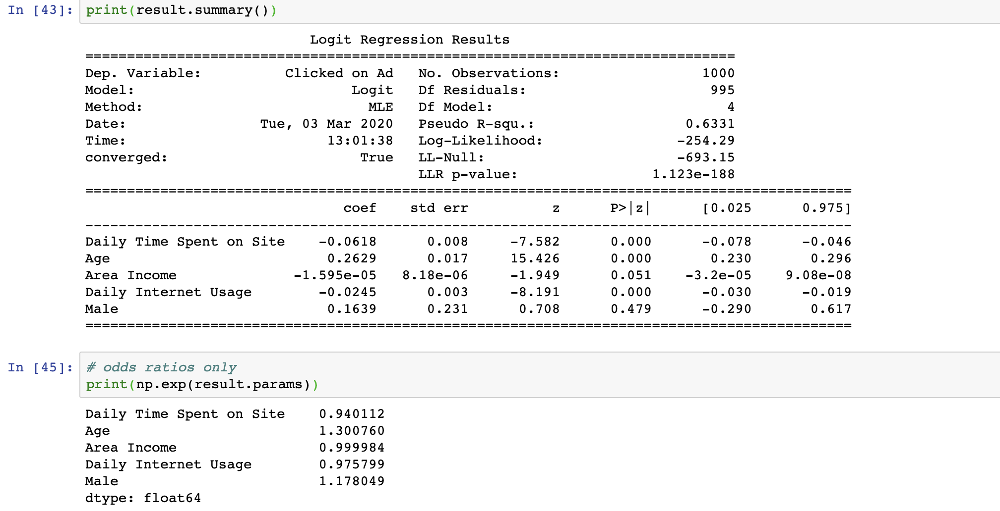 In [43]: print(result.summary())
Logit Regression Results
==============================================================================
Dep. Variable:           Clicked on Ad   No. Observations:                 1000
Model:                           Logit   Df Residuals:                      995
Method:                            MLE   Df Model:                            4
Date:                Tue, 03 Mar 2020   Pseudo R-squ.:                  0.6331
Time:                        13:01:38   Log-Likelihood:                -254.29
converged:                       True   LL-Null:                       -693.15
LLR p-value:                1.123e-188
============================================================================================
coef    std err          z      P>|z|      [0.025      0.975]
--------------------------------------------------------------------------------------------
Daily Time Spent on Site    -0.0618      0.008     -7.582      0.000      -0.078      -0.046
Age                          0.2629      0.017     15.426      0.000       0.230       0.296
Area Income              -1.595e-05   8.18e-06     -1.949      0.051    -3.2e-05    9.08e-08
Daily Internet Usage        -0.0245      0.003     -8.191      0.000      -0.030      -0.019
Male                         0.1639      0.231      0.708      0.479      -0.290       0.617
============================================================================================
In [45]: # odds ratios only
print(np.exp(result.params))
Daily Time Spent on Site    0.940112
Age                         1.300760
Area Income                 0.999984
Daily Internet Usage        0.975799
Male                        1.178049
dtype: float64